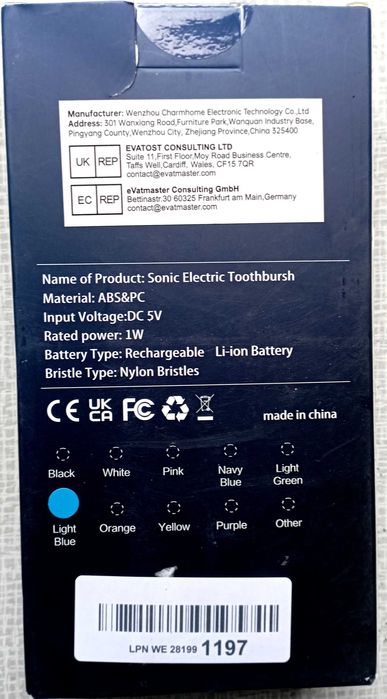 Manufacturer: Wenzhou Charmhome Electronic Technology Co.,Ltd
Address: 301 Wanxiang Road,Furniture Park,Wanquan Industry Base,
Pingyang County,Wenzhou City, Zhejiang Province,China 325400
UK REP
EVATOST CONSULTING LTD
Suite 11,First Floor,Moy Road Business Centre,
Taffs Well,Cardiff, Wales, CF15 7QR
contact@evatmaster.com
EC REP
eVatmaster Consulting GmbH
Bettinastr.30 60325 Frankfurt am Main,Germany
contact@evatmaster.com
Name of Product: Sonic Electric Toothbursh
Material: ABS&PC
Input Voltage:DC 5V
Rated power: 1W
Battery Type: Rechargeable Li-ion Battery
Bristle Type: Nylon Bristles
CE UK CA FC
made in china
Black White Pink Navy Blue Light Green
Light Blue Orange Yellow Purple Other
LPN WE 28199 1197